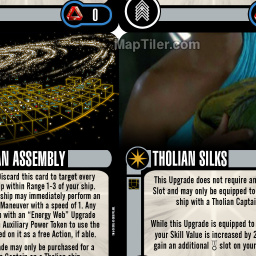 0
MapTiler.com
AN ASSEMBLY
iscard this card to target every
p within Range 1-3 of your ship.
ship may immediately perform an
Maneuver with a speed of 1. Any
with an "Energy Web" Upgrade
Auxiliary Power Token to use the
ed on it as a free Action, if able.
de may only be purchased for a
THOLIAN SILKS
This Upgrade does not require an
Slot and may only be equipped to
ship with a Tholian Captai
While this Upgrade is equipped to
your Skill Value is increased by 2
gain an additional slot on your